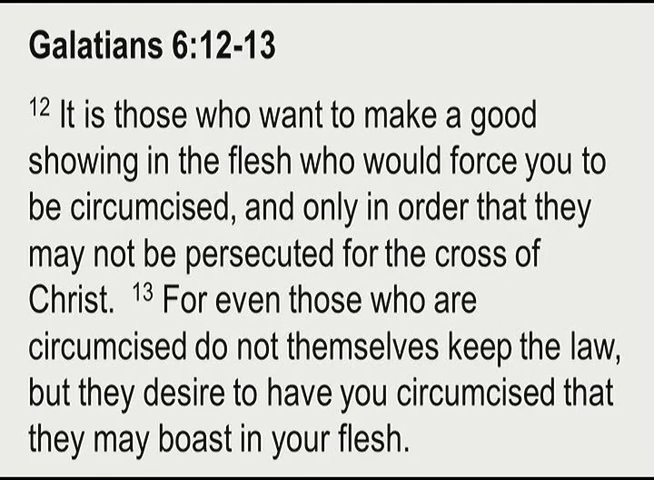 Galatians 6:12-13
12 It is those who want to make a good
showing in the flesh who would force you to
be circumcised, and only in order that they
may not be persecuted for the cross of
Christ. 13 For even those who are
circumcised do not themselves keep the law,
but they desire to have you circumcised that
they may boast in your flesh.